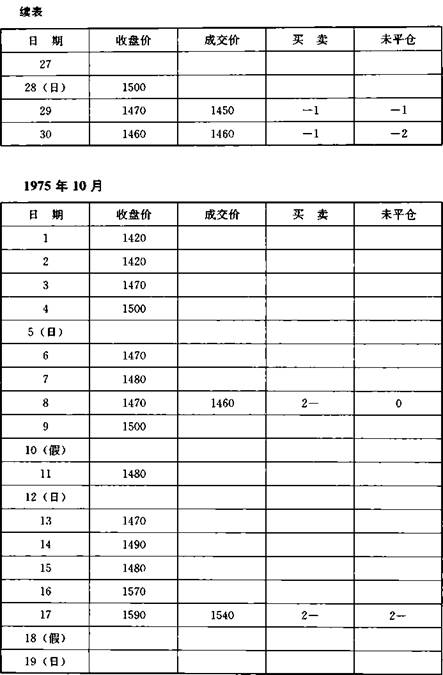 续表
日 期 收盘价 成交价 买 卖 未平仓
27
28（日） 1500
29 1470 1450 —1 —1
30 1460 1460 —1 —2
1975 年 10 月
日 期 收盘价 成交价 买 卖 未平仓
1 1420
2 1420
3 1470
4 1500
5（日）
6 1470
7 1480
8 1470 1460 2— 0
9 1500
10（假）
11 1480
12（日）
13 1470
14 1490
15 1480
16 1570
17 1590 1540 2— 2—
18（假）
19（日）